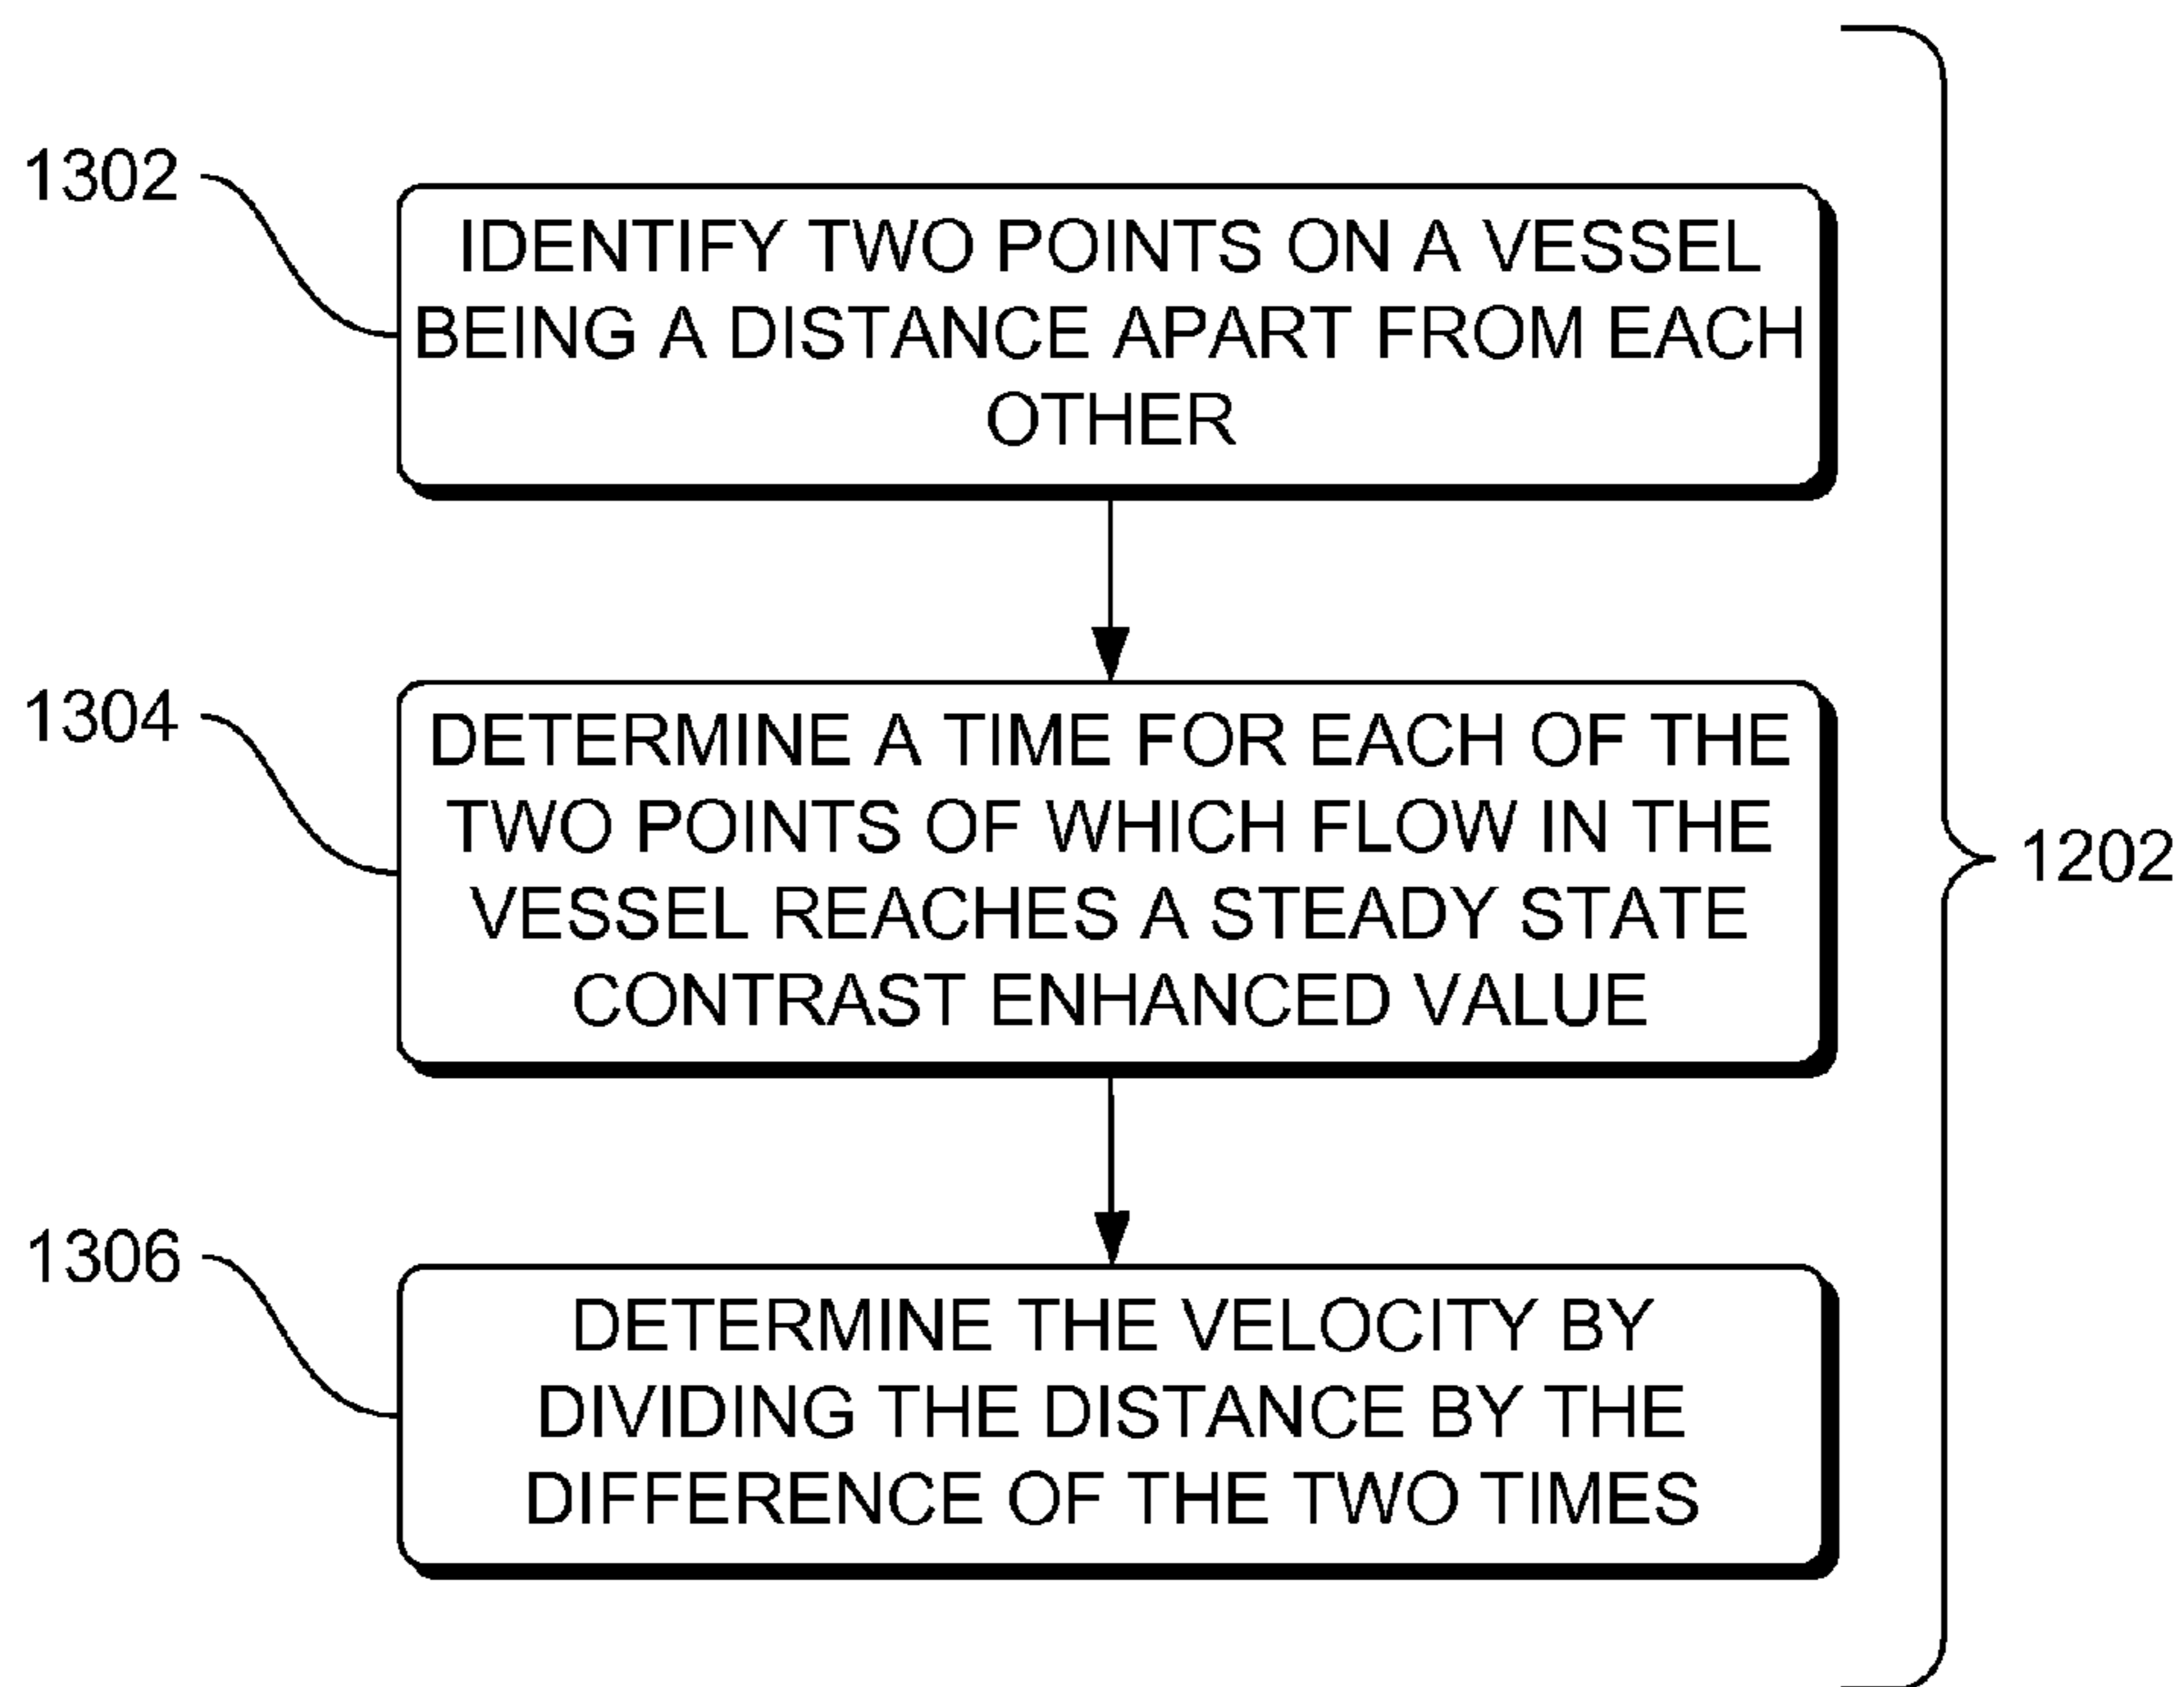 1302
IDENTIFY TWO POINTS ON A VESSEL
BEING A DISTANCE APART FROM EACH
OTHER
1304
DETERMINE A TIME FOR EACH OF THE
TWO POINTS OF WHICH FLOW IN THE
VESSEL REACHES A STEADY STATE
CONTRAST ENHANCED VALUE
1202
1306
DETERMINE THE VELOCITY BY
DIVIDING THE DISTANCE BY THE
DIFFERENCE OF THE TWO TIMES